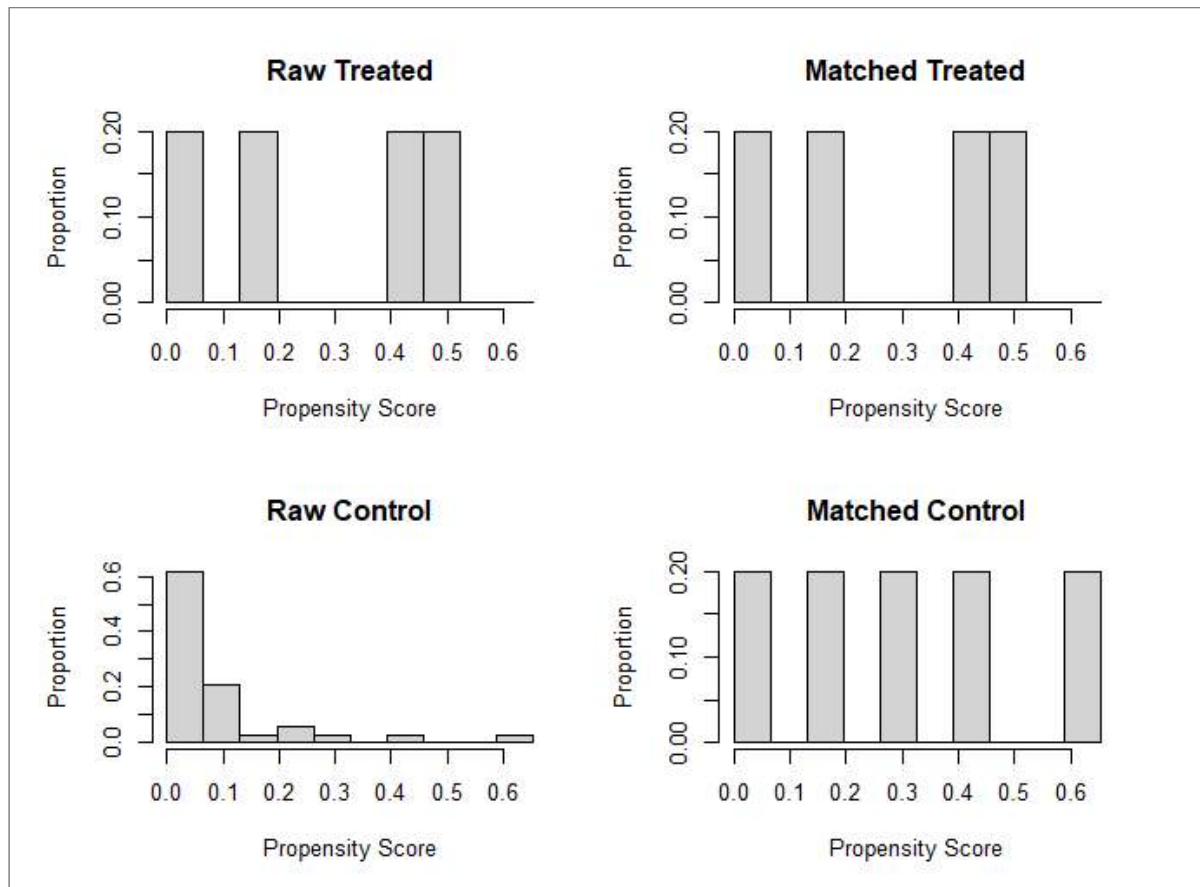 Raw Treated
Proportion
0.00 0.10 0.20
0.0 0.1 0.2 0.3 0.4 0.5 0.6
Propensity Score
Matched Treated
Proportion
0.00 0.10 0.20
0.0 0.1 0.2 0.3 0.4 0.5 0.6
Propensity Score
Raw Control
Proportion
0.0 0.2 0.4 0.6
0.0 0.1 0.2 0.3 0.4 0.5 0.6
Propensity Score
Matched Control
Proportion
0.00 0.10 0.20
0.0 0.1 0.2 0.3 0.4 0.5 0.6
Propensity Score